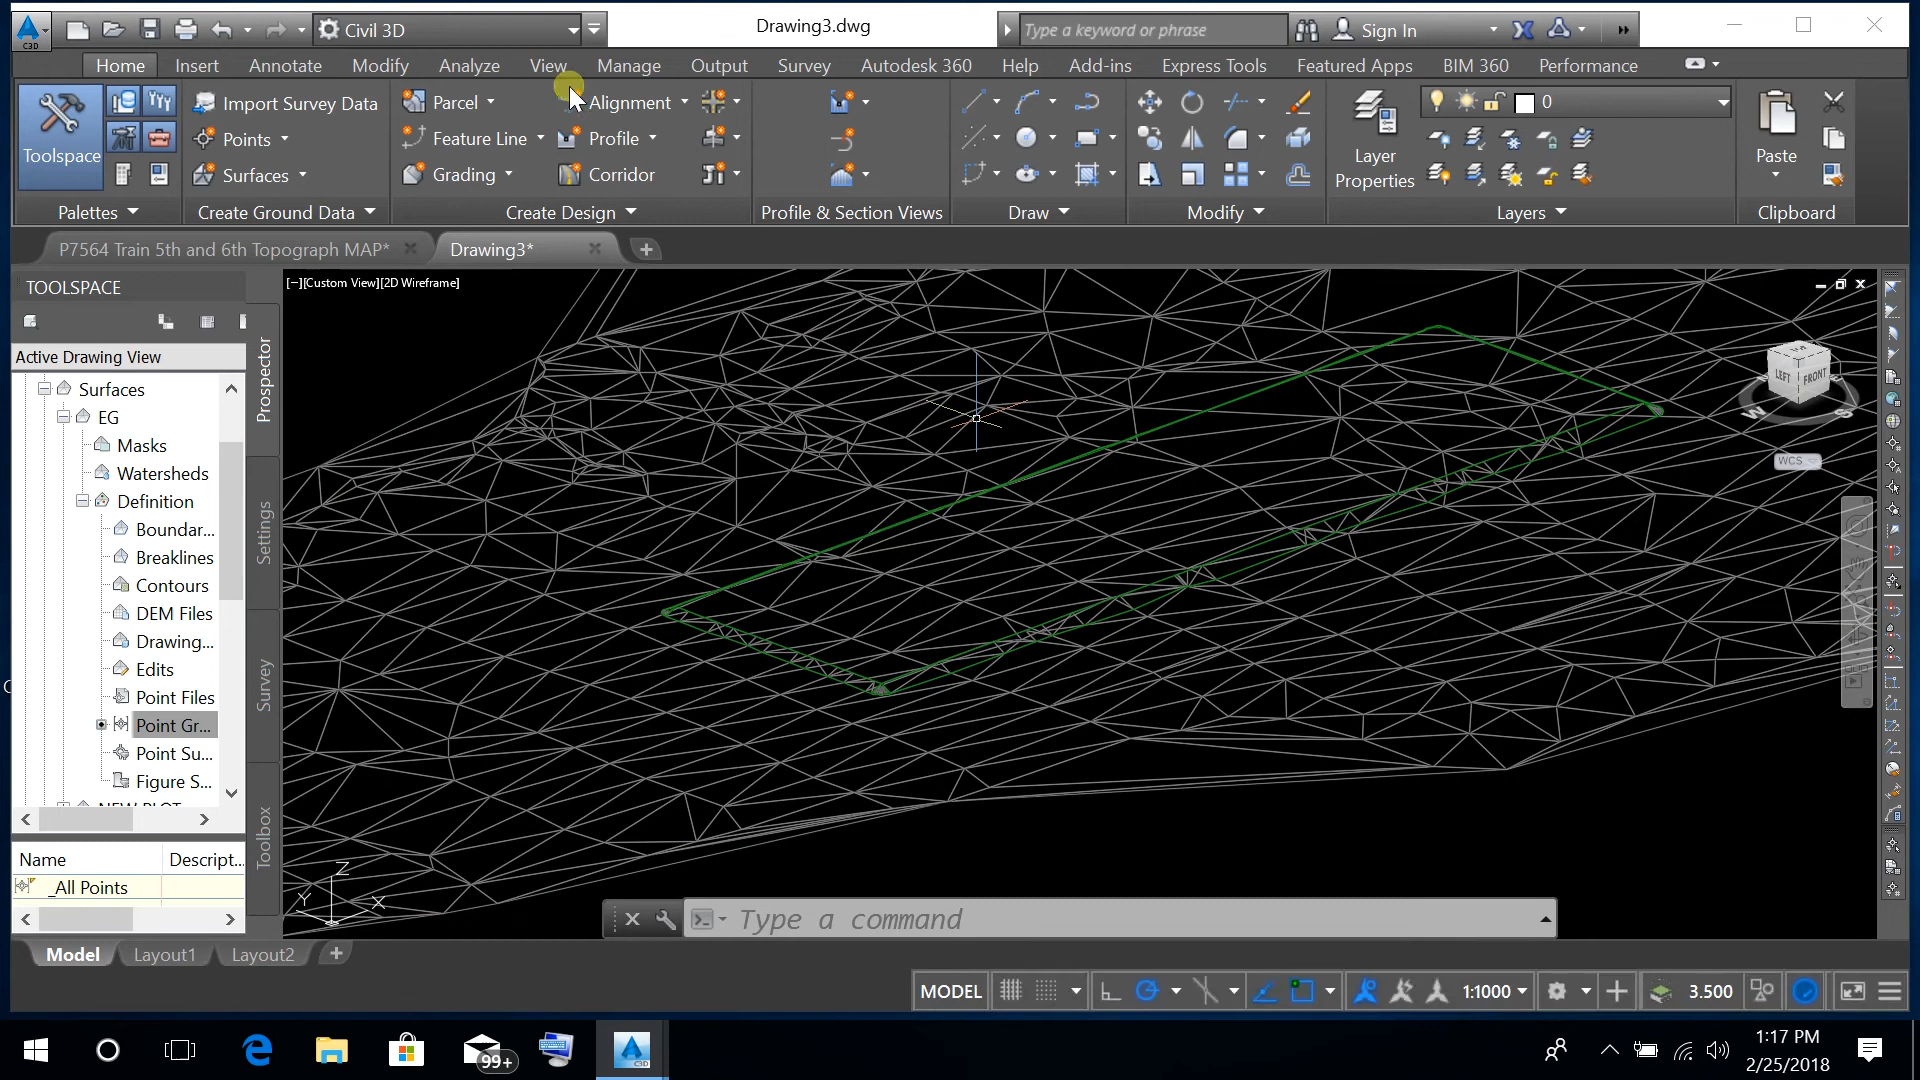 C3D
Civil 3D
Drawing3.dwg
Type a keyword or phrase
Sign In
Home
Insert
Annotate
Modify
Analyze
View
Manage
Output
Survey
Autodesk 360
Help
Add-ins
Express Tools
Featured Apps
BIM 360
Performance
Toolspace
Import Survey Data
Points
Surfaces
Parcel
Feature Line
Grading
Alignment
Profile
Corridor
Layer
Properties
0
Paste
Palettes
Create Ground Data
Create Design
Profile & Section Views
Draw
Modify
Layers
Clipboard
P7564 Train 5th and 6th Topograph MAP*
Drawing3*
TOOLSPACE
Active Drawing View
Surfaces
EG
Masks
Watersheds
Definition
Boundar...
Breaklines
Contours
DEM Files
Drawing...
Edits
Point Files
Point Gr...
Point Su...
Figure S...
NEW PLOT
Name
Descript...
_All Points
Prospector
Settings
Survey
Toolbox
[−][Custom View][2D Wireframe]
LEFT
FRONT
W
S
WCS
Z
Y
X
Type a command
Model
Layout1
Layout2
MODEL
1:1000
3.500
99+
1:17 PM
2/25/2018